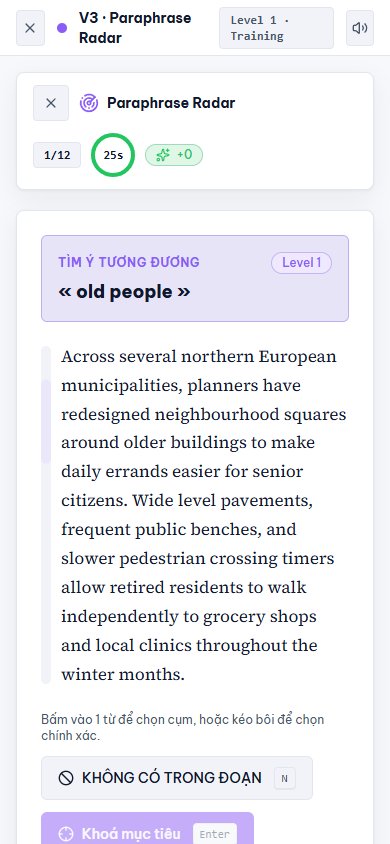 V3 · Paraphrase
Radar
Level 1 ·
Training
Paraphrase Radar
1/12
25s
+0
TÌM Ý TƯƠNG ĐƯƠNG
Level 1
« old people »
Across several northern European
municipalities, planners have
redesigned neighbourhood squares
around older buildings to make
daily errands easier for senior
citizens. Wide level pavements,
frequent public benches, and
slower pedestrian crossing timers
allow retired residents to walk
independently to grocery shops
and local clinics throughout the
winter months.
Bấm vào 1 từ để chọn cụm, hoặc kéo bôi để chọn
chính xác.
KHÔNG CÓ TRONG ĐOẠN
N
Khoá mục tiêu
Enter